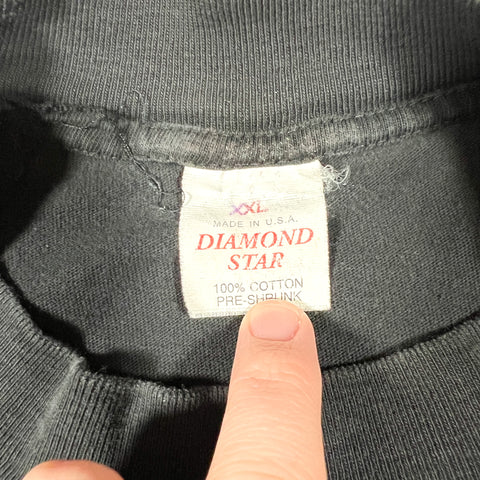 XXL
MADE IN U.S.A.
DIAMOND
STAR
100% COTTON
PRE-SHRUNK